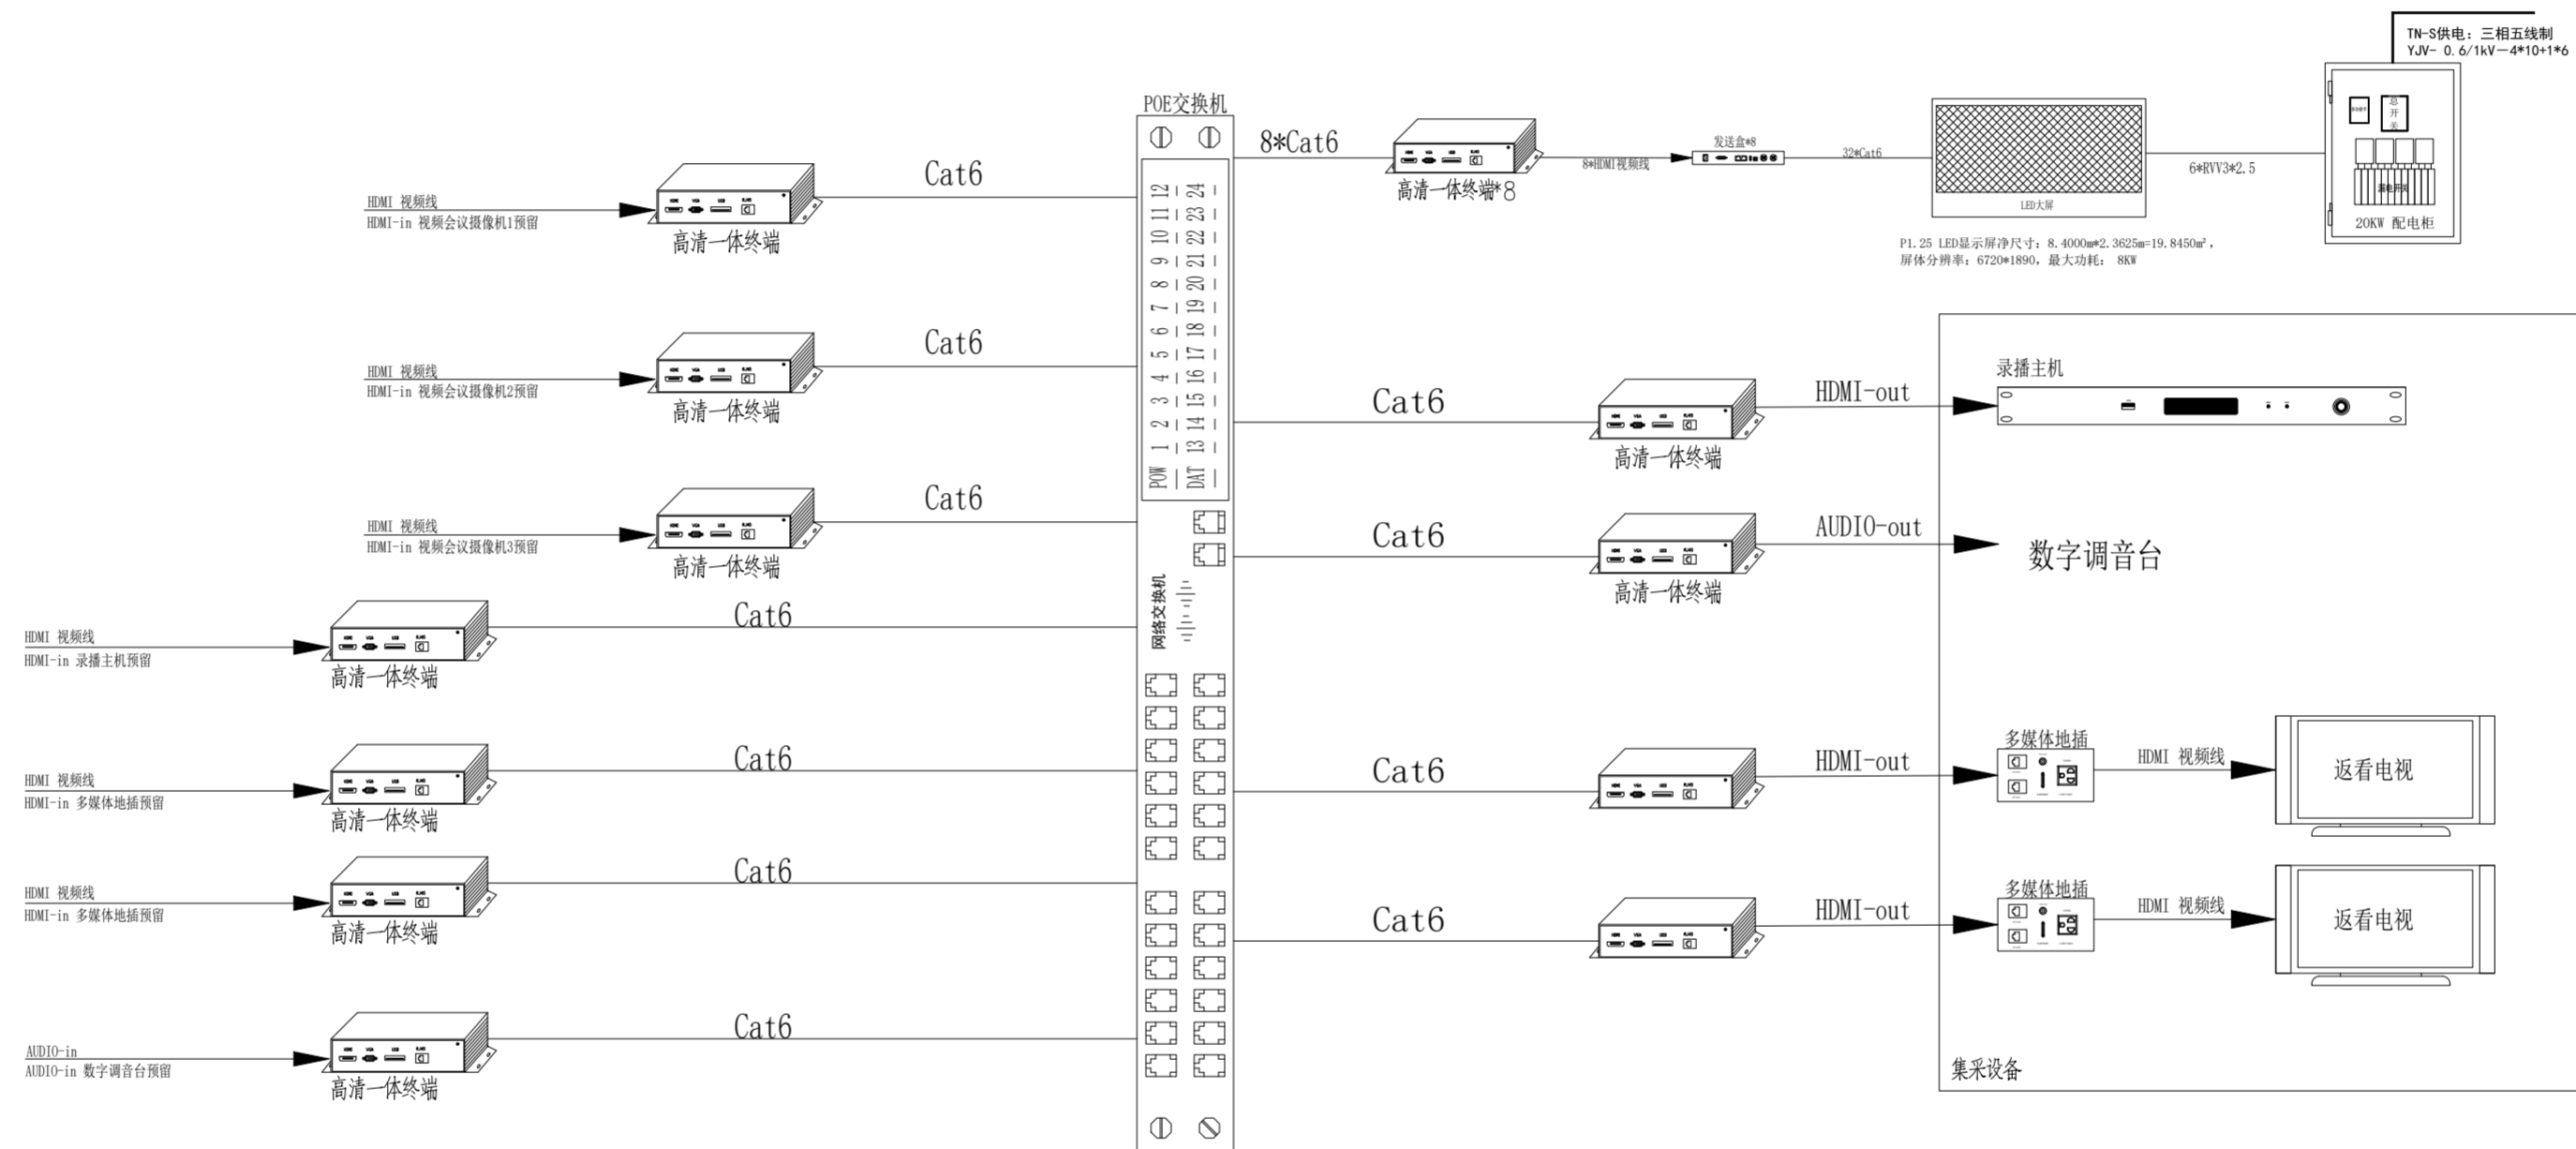 TN-S供电：三相五线制
YJV- 0.6/1kV—4*10+1*6
POE交换机
8*Cat6
高清一体终端*8
8*HDMI视频线
发送盒*8
32*Cat6
LED大屏
6*RVV3*2.5
总开关
漏电开关
20KW 配电柜
P1.25 LED显示屏净尺寸：8.4000m*2.3625m=19.8450m²，
屏体分辨率：6720*1890，最大功耗： 8KW
HDMI 视频线
HDMI-in 视频会议摄像机1预留
高清一体终端
Cat6
HDMI 视频线
HDMI-in 视频会议摄像机2预留
高清一体终端
Cat6
HDMI 视频线
HDMI-in 视频会议摄像机3预留
高清一体终端
Cat6
HDMI 视频线
HDMI-in 录播主机预留
高清一体终端
Cat6
HDMI 视频线
HDMI-in 多媒体地插预留
高清一体终端
Cat6
HDMI 视频线
HDMI-in 多媒体地插预留
高清一体终端
Cat6
AUDIO-in
AUDIO-in 数字调音台预留
高清一体终端
Cat6
POW 1 2 3 4 5 6 7 8 9 10 11 12
DAT 13 14 15 16 17 18 19 20 21 22 23 24
网络交换机
Cat6
高清一体终端
HDMI-out
录播主机
Cat6
高清一体终端
AUDIO-out
数字调音台
Cat6
HDMI-out
多媒体地插
HDMI 视频线
返看电视
Cat6
HDMI-out
多媒体地插
HDMI 视频线
返看电视
集采设备